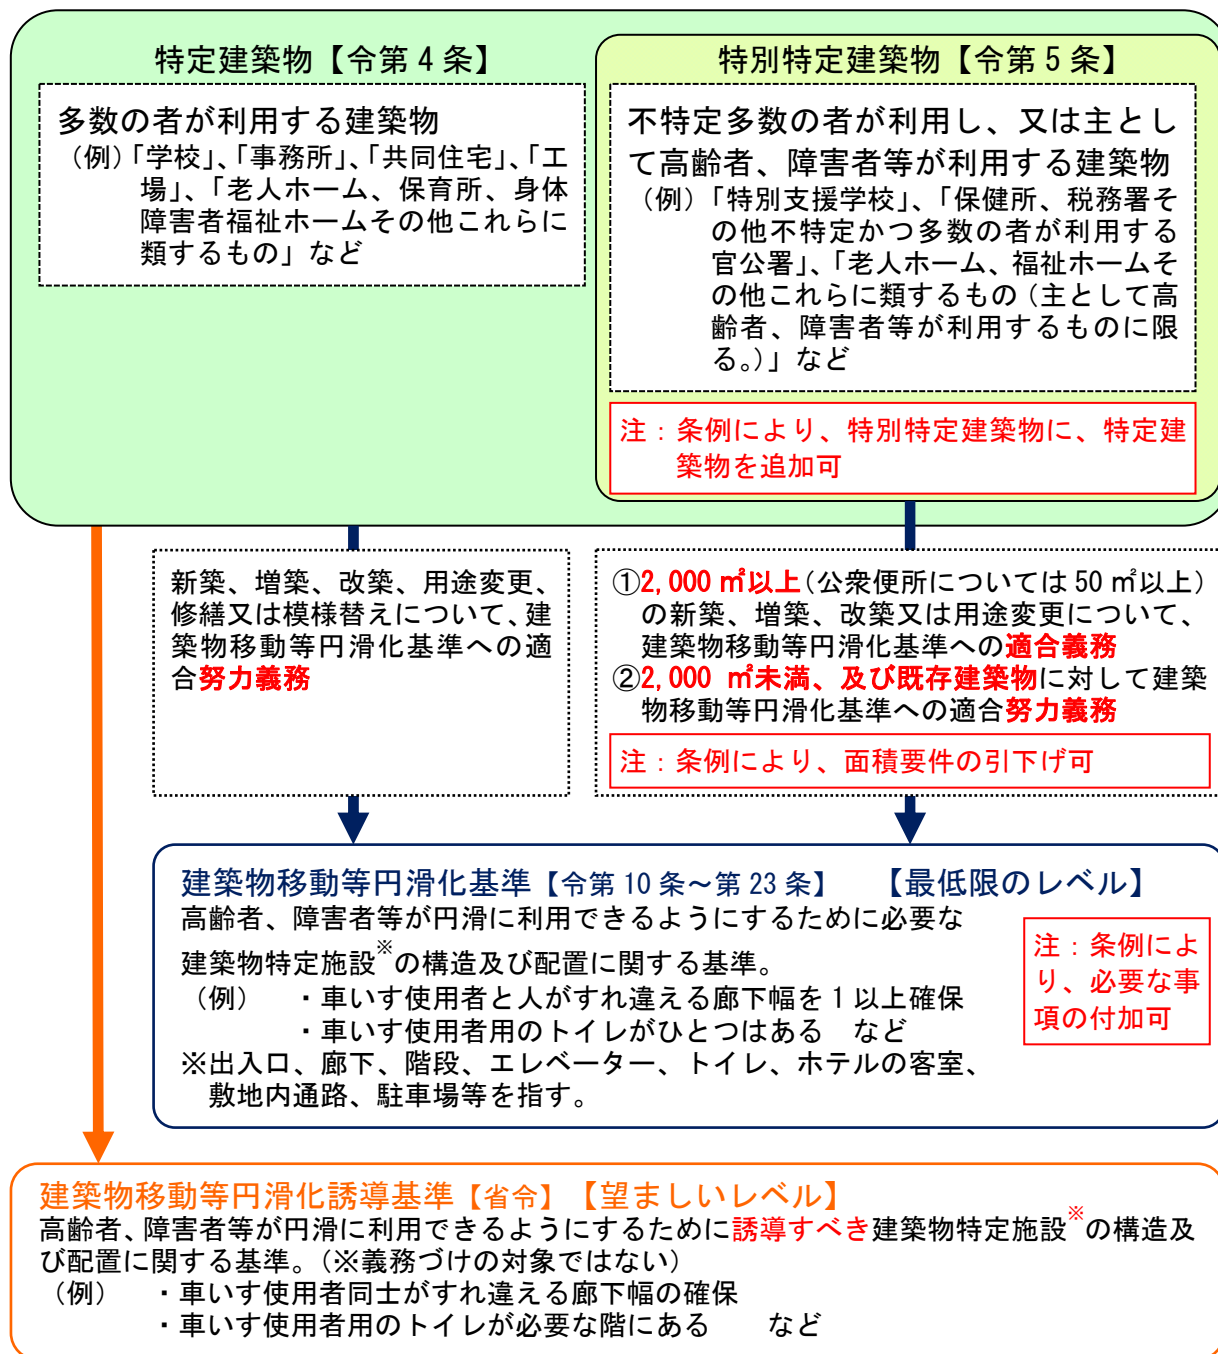 特定建築物【令第４条】
多数の者が利用する建築物
（例）「学校」、「事務所」、「共同住宅」、「工
場」、「老人ホーム、保育所、身体
障害者福祉ホームその他これらに
類するもの」など
特別特定建築物【令第５条】
不特定多数の者が利用し、又は主とし
て高齢者、障害者等が利用する建築物
（例）「特別支援学校」、「保健所、税務署そ
の他不特定かつ多数の者が利用する
官公署」、「老人ホーム、福祉ホームそ
の他これらに類するもの（主として高
齢者、障害者等が利用するものに限
る。）」など
注：条例により、特別特定建築物に、特定建
築物を追加可
新築、増築、改築、用途変更、
修繕又は模様替えについて、建
築物移動等円滑化基準への適
合努力義務
①2,000 ㎡以上（公衆便所については 50 ㎡以上）
の新築、増築、改築又は用途変更について、
建築物移動等円滑化基準への適合義務
②2,000 ㎡未満、及び既存建築物に対して建築
物移動等円滑化基準への適合努力義務
注：条例により、面積要件の引下げ可
建築物移動等円滑化基準【令第 10 条～第 23 条】　【最低限のレベル】
高齢者、障害者等が円滑に利用できるようにするために必要な
建築物特定施設※の構造及び配置に関する基準。
（例）　・車いす使用者と人がすれ違える廊下幅を１以上確保
・車いす使用者用のトイレがひとつはある　など
※出入口、廊下、階段、エレベーター、トイレ、ホテルの客室、
敷地内通路、駐車場等を指す。
注：条例によ
り、必要な事
項の付加可
建築物移動等円滑化誘導基準【省令】【望ましいレベル】
高齢者、障害者等が円滑に利用できるようにするために誘導すべき建築物特定施設※の構造及
び配置に関する基準。（※義務づけの対象ではない）
（例）　・車いす使用者同士がすれ違える廊下幅の確保
・車いす使用者用のトイレが必要な階にある　　など